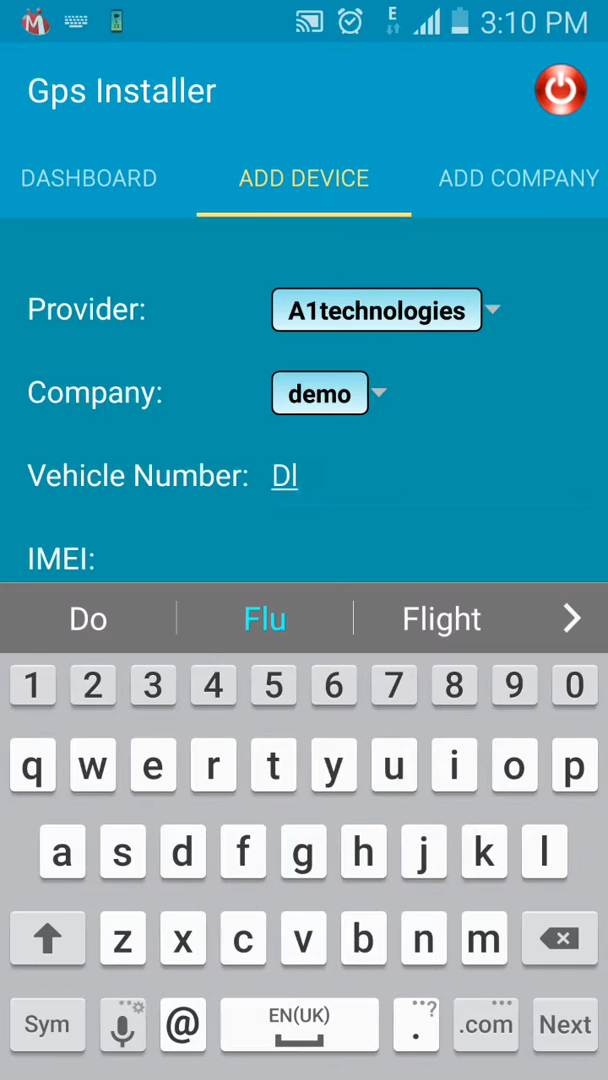 E 3:10 PM
Gps Installer
DASHBOARD ADD DEVICE ADD COMPANY
Provider: A1technologies
Company: demo
Vehicle Number: Dl
IMEI:
Do Flu Flight
1 2 3 4 5 6 7 8 9 0
q w e r t y u i o p
a s d f g h j k l
z x c v b n m
Sym @ EN(UK) . ? .com Next